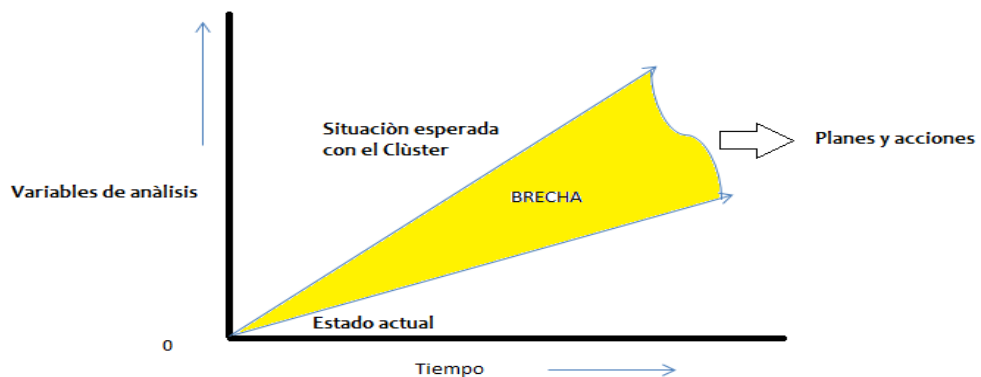 Situaciòn esperada
con el Clùster
Planes y acciones
Variables de anàlisis
BRECHA
Estado actual
0
Tiempo